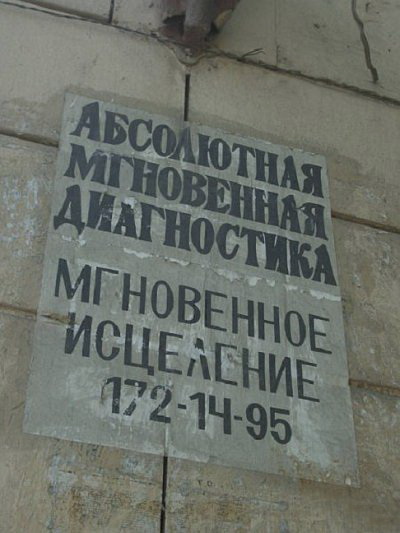 АБСОЛЮТНАЯ
МГНОВЕННАЯ
ДИАГНОСТИКА
МГНОВЕННОЕ
ИСЦЕЛЕНИЕ
172-14-95